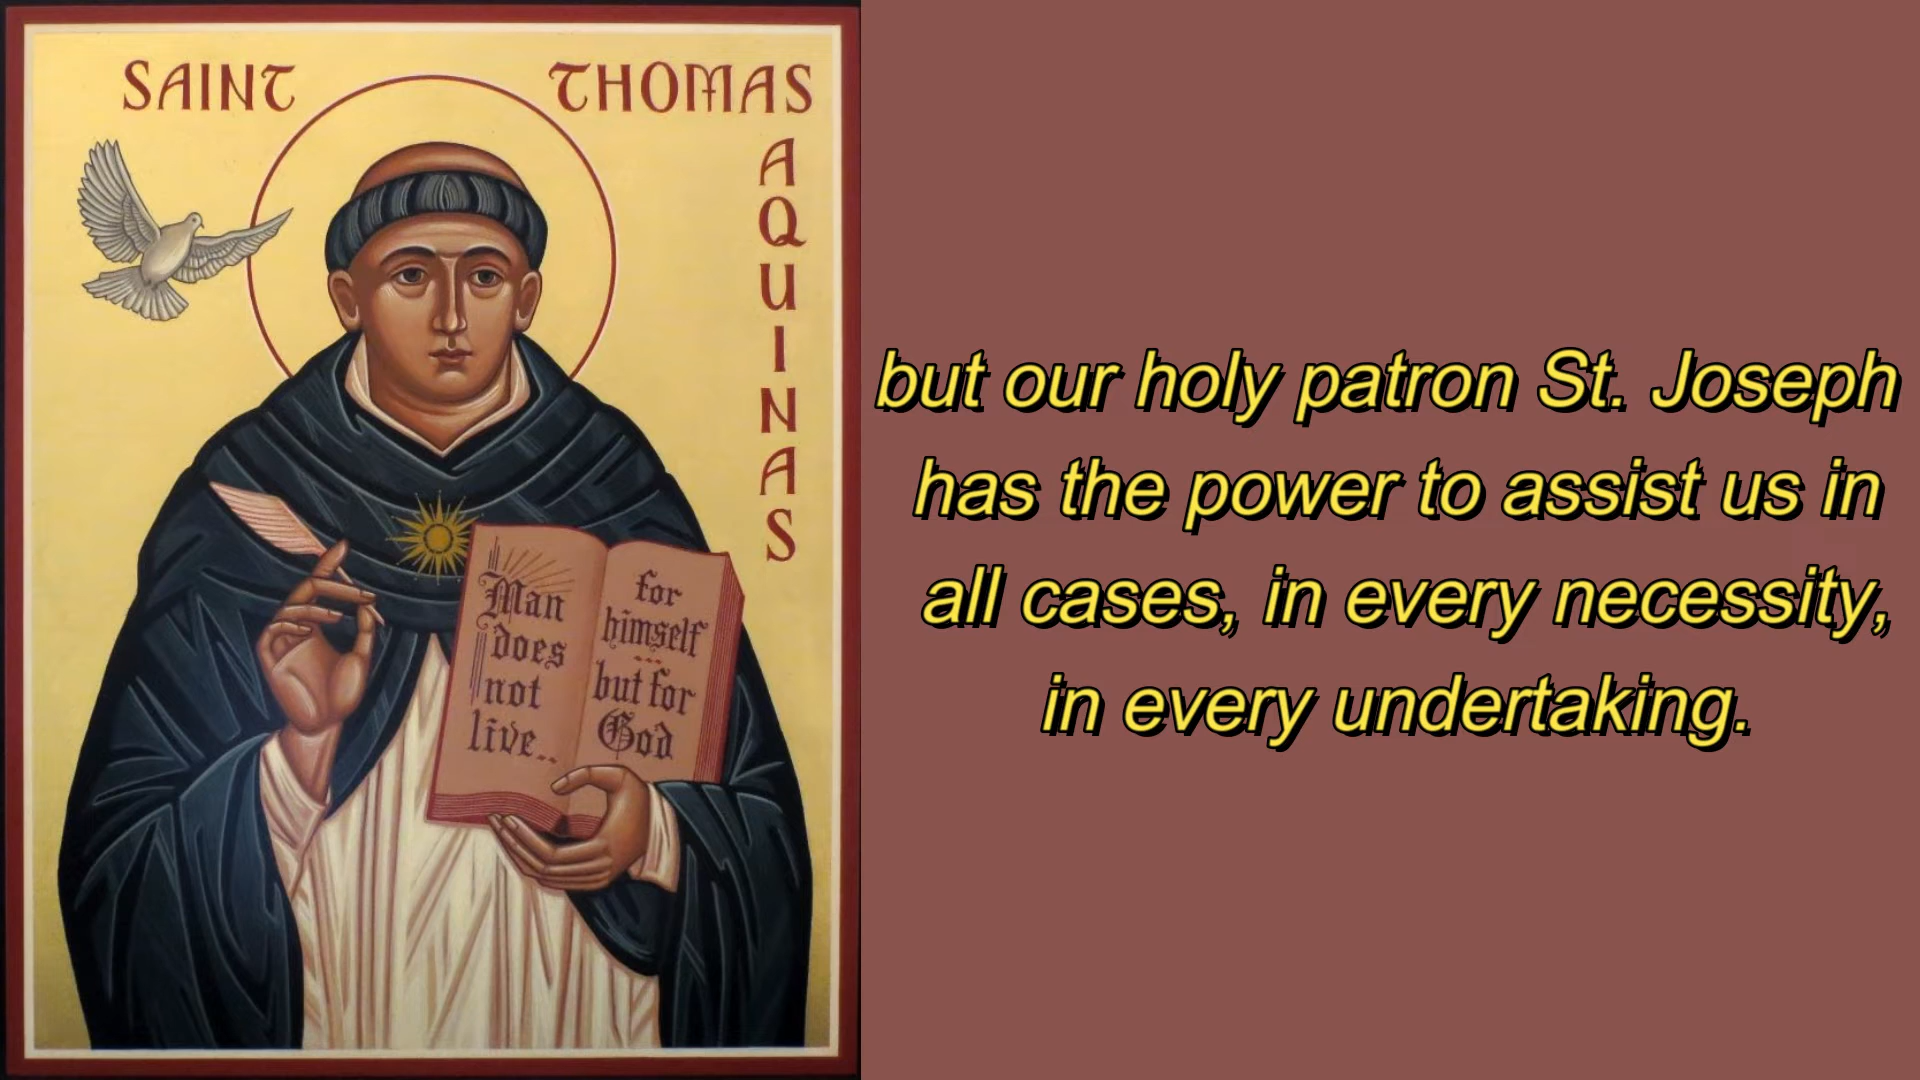 SAINT THOMAS
AQUINAS
Man
does
not
live..
for
himself
...
but for
God
but our holy patron St. Joseph
has the power to assist us in
all cases, in every necessity,
in every undertaking.